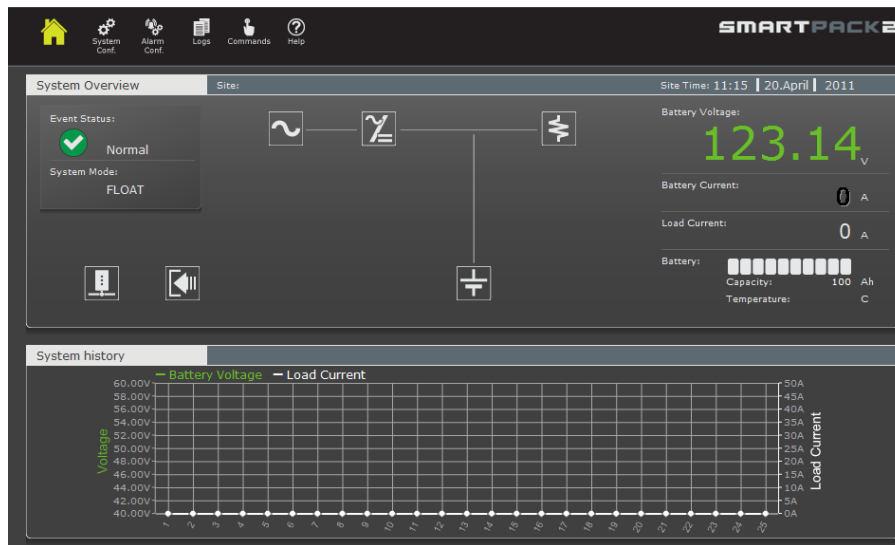 System Conf.
Alarm Conf.
Logs
Commands
Help
SMARTPACK2
System Overview
Site:
Site Time: 11:15 20.April 2011
Event Status:
Normal
System Mode:
FLOAT
Battery Voltage:
123.14 V
Battery Current:
0 A
Load Current:
0 A
Battery:
Capacity: 100 Ah
Temperature: C
System history
Battery Voltage Load Current
60.00V
58.00V
56.00V
54.00V
52.00V
50.00V
48.00V
46.00V
44.00V
42.00V
40.00V
Voltage
50A
45A
40A
35A
30A
25A
20A
15A
10A
5A
0A
Load Current
1 2 3 4 5 6 7 8 9 10 11 12 13 14 15 16 17 18 19 20 21 22 23 24 25